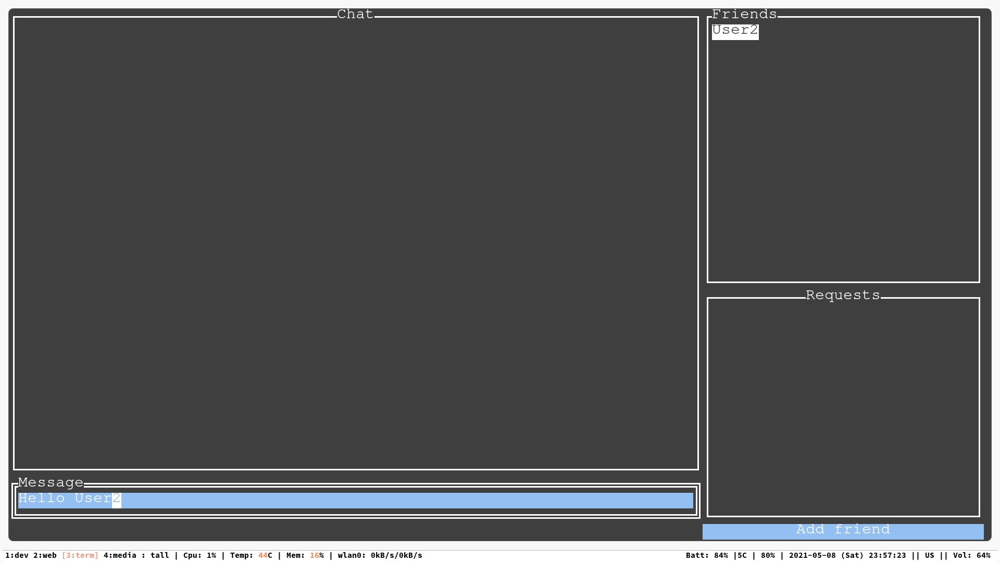 Chat
Message
Hello User2
Friends
User2
Requests
Add friend
1:dev 2:web [3:term] 4:media : tall | Cpu: 1% | Temp: 44C | Mem: 16% | wlan0: 0kB/s/0kB/s
Batt: 84% |5C | 80% | 2021-05-08 (Sat) 23:57:23 || US || Vol: 64%